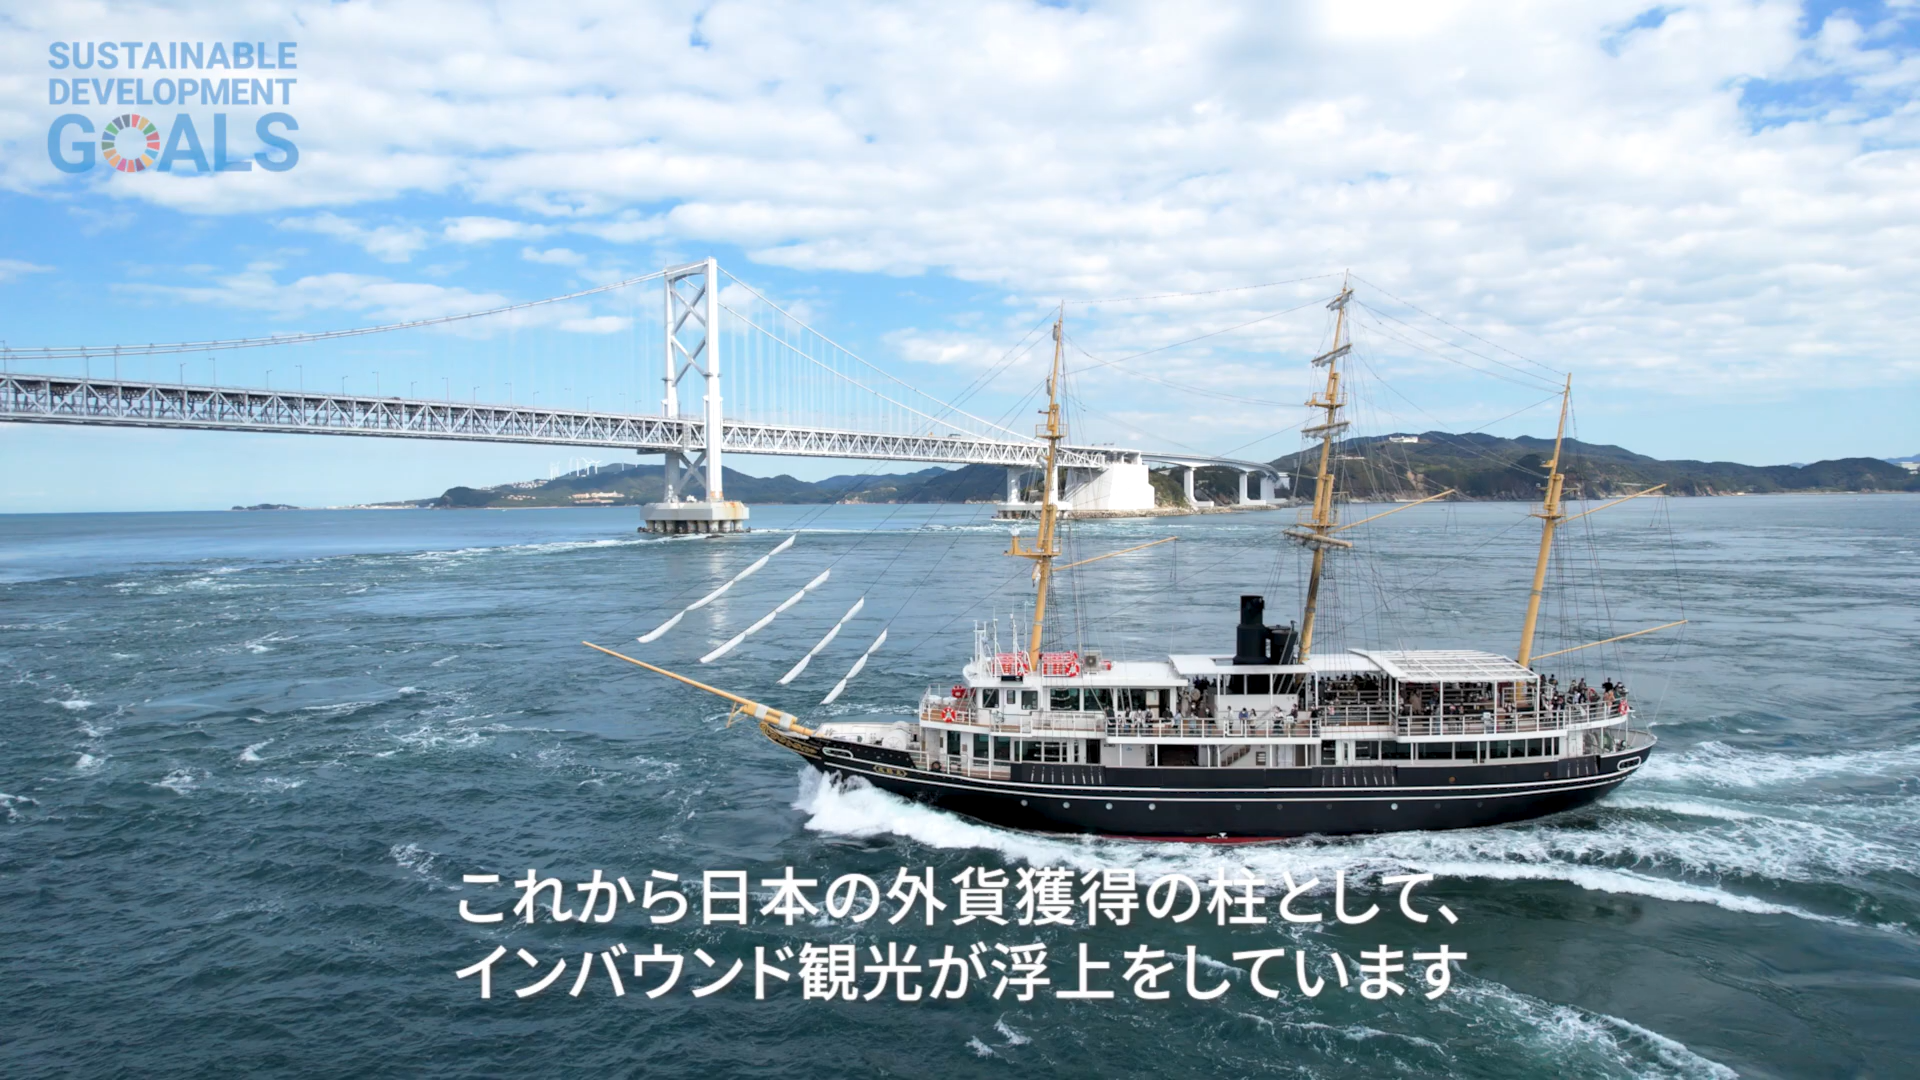 SUSTAINABLE
DEVELOPMENT
GOALS
これから日本の外貨獲得の柱として、
インバウンド観光が浮上をしています